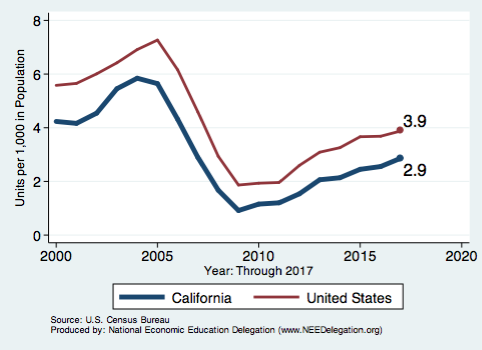 8
6
4
2
0
Units per 1,000 in Population
3.9
2.9
2000 2005 2010 2015 2020
Year: Through 2017
California United States
Source: U.S. Census Bureau
Produced by: National Economic Education Delegation (www.NEEDelegation.org)